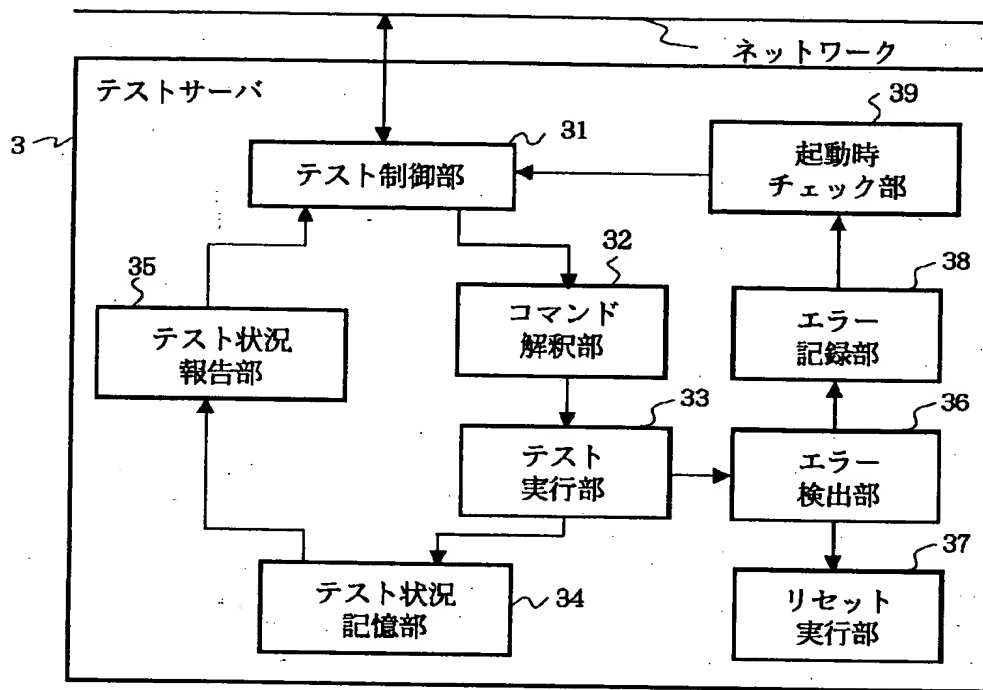 ネットワーク
テストサーバ
3
31
テスト制御部
39
起動時
チェック部
32
コマンド
解釈部
35
テスト状況
報告部
38
エラー
記録部
33
テスト
実行部
36
エラー
検出部
テスト状況
記憶部
34
37
リセット
実行部